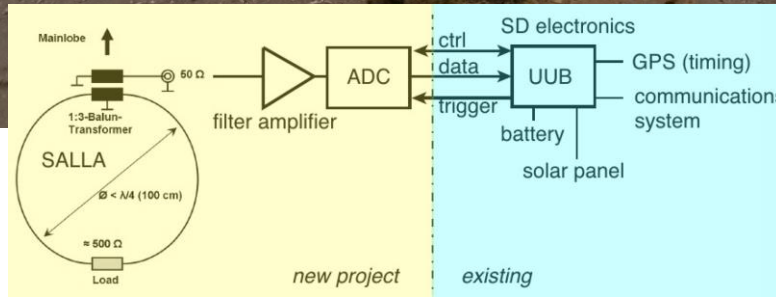 Mainlobe
50 Ω
1:3-Balun-
Transformer
SALLA
Ø < λ/4 (100 cm)
≈ 500 Ω
Load
filter amplifier
ADC
new project
SD electronics
ctrl
data
trigger
UUB
GPS (timing)
communications
system
battery
solar panel
existing